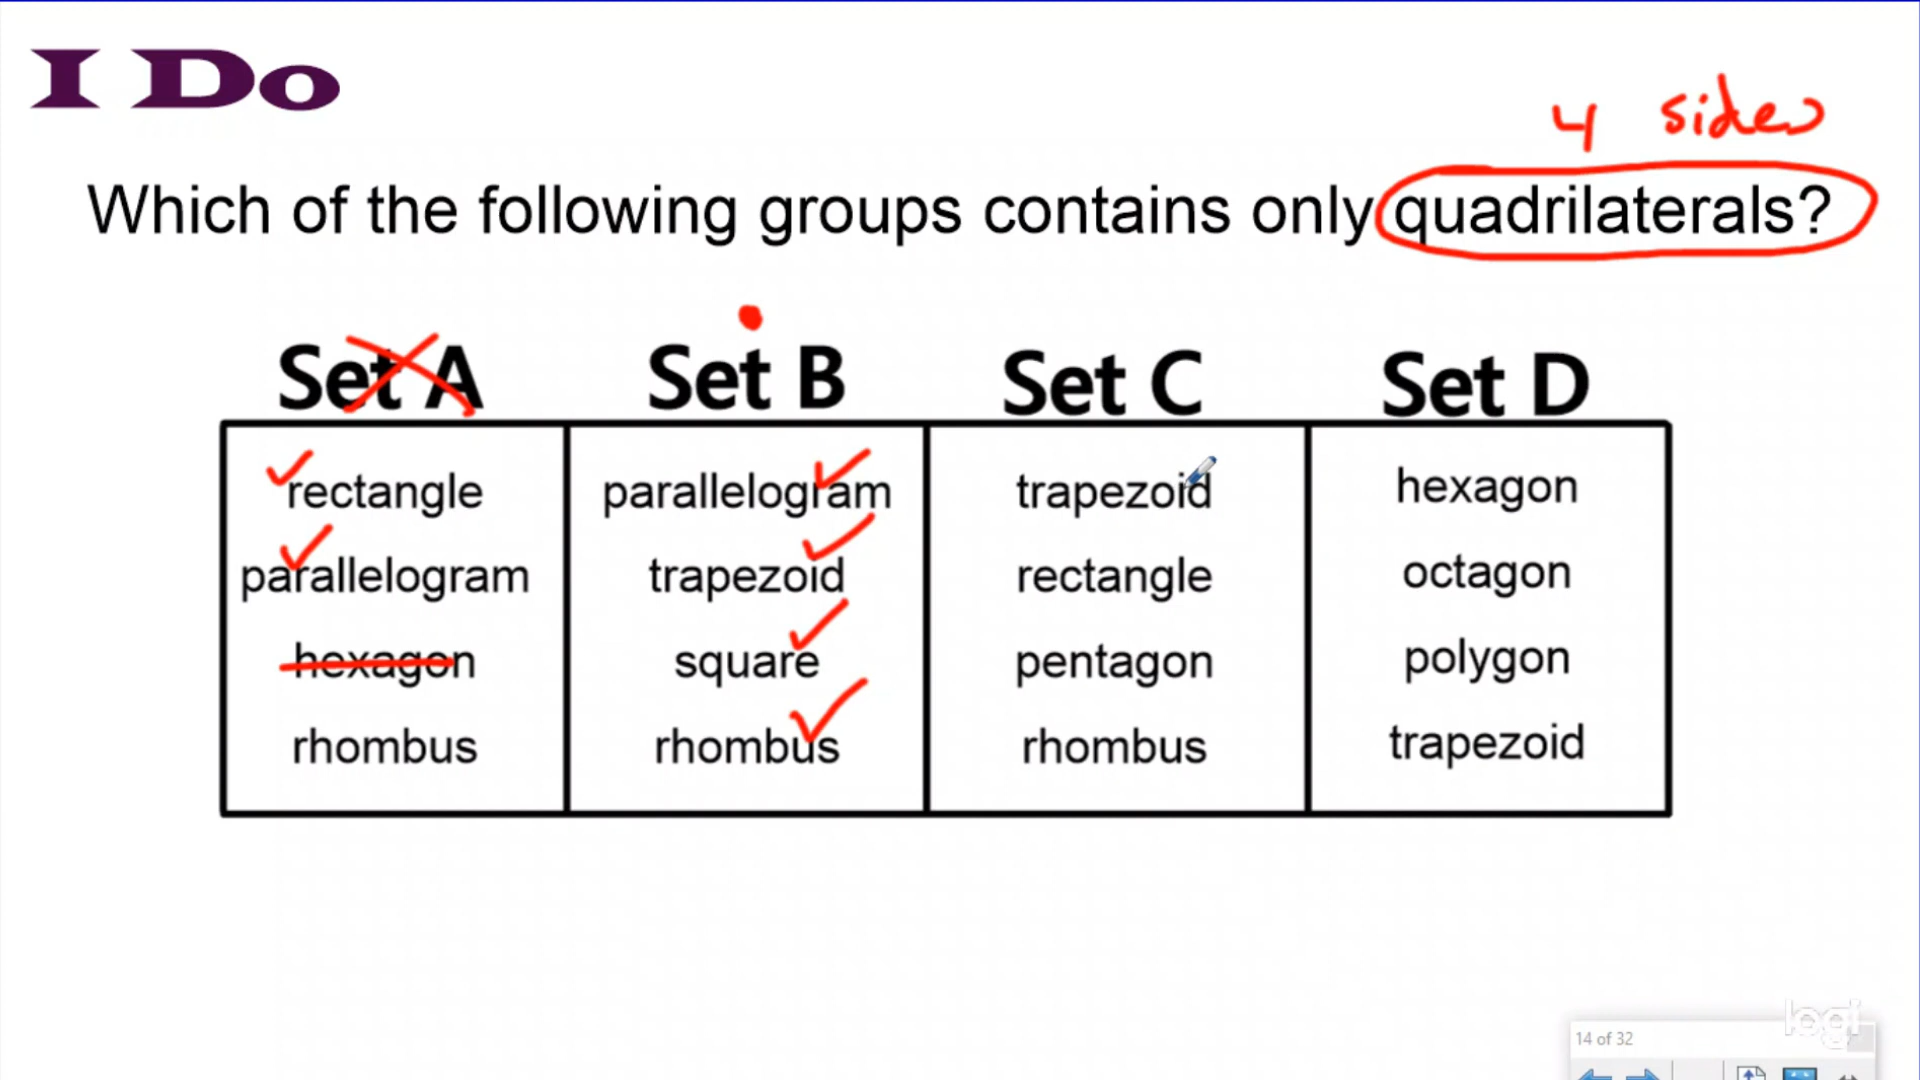 I Do
4 sides
Which of the following groups contains only quadrilaterals?
Set A Set B Set C Set D
rectangle parallelogram trapezoid hexagon
parallelogram trapezoid rectangle octagon
hexagon square pentagon polygon
rhombus rhombus rhombus trapezoid
logi
14 of 32